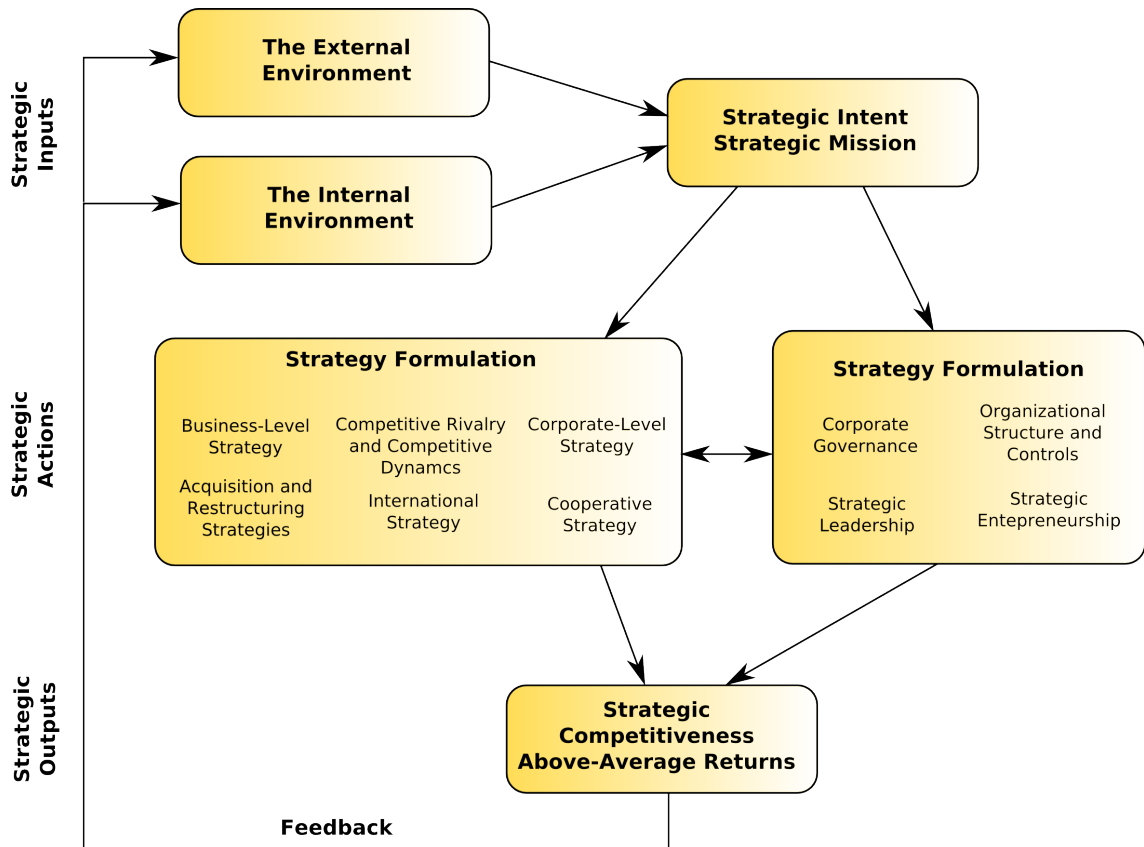 Strategic
Inputs
The External
Environment
The Internal
Environment
Strategic Intent
Strategic Mission
Strategic
Actions
Strategy Formulation
Business-Level
Strategy
Competitive Rivalry
and Competitive
Dynamcs
Corporate-Level
Strategy
Acquisition and
Restructuring
Strategies
International
Strategy
Cooperative
Strategy
Strategy Formulation
Corporate
Governance
Organizational
Structure and
Controls
Strategic
Leadership
Strategic
Entepreneurship
Strategic
Outputs
Strategic
Competitiveness
Above-Average Returns
Feedback